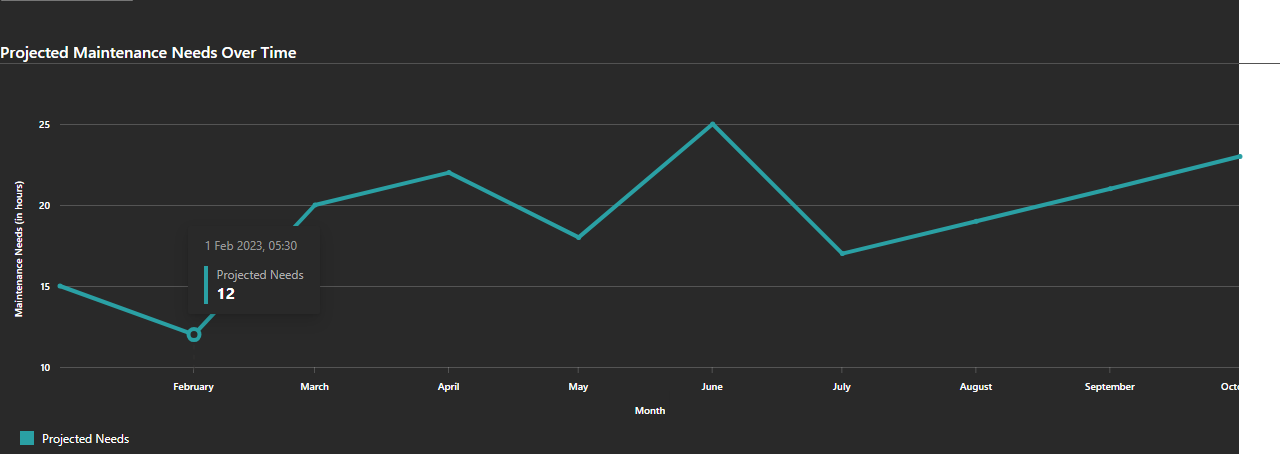 Projected Maintenance Needs Over Time
25
20
15
10
Maintenance Needs (in hours)
1 Feb 2023, 05:30
Projected Needs
12
February March April May June July August September Octo
Month
Projected Needs